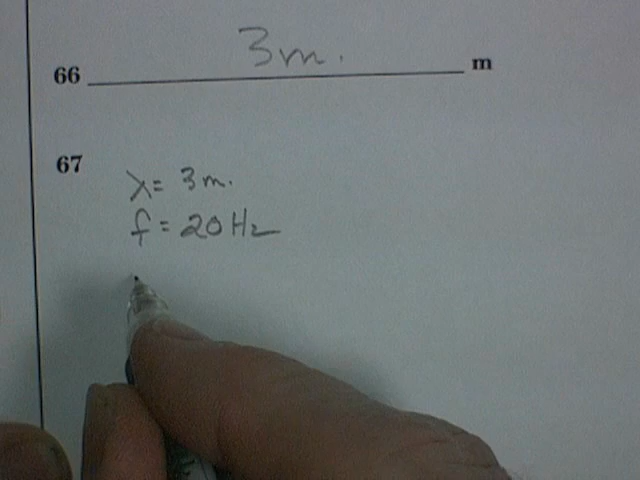 66 3m. m
67
λ= 3m.
f = 20 Hz